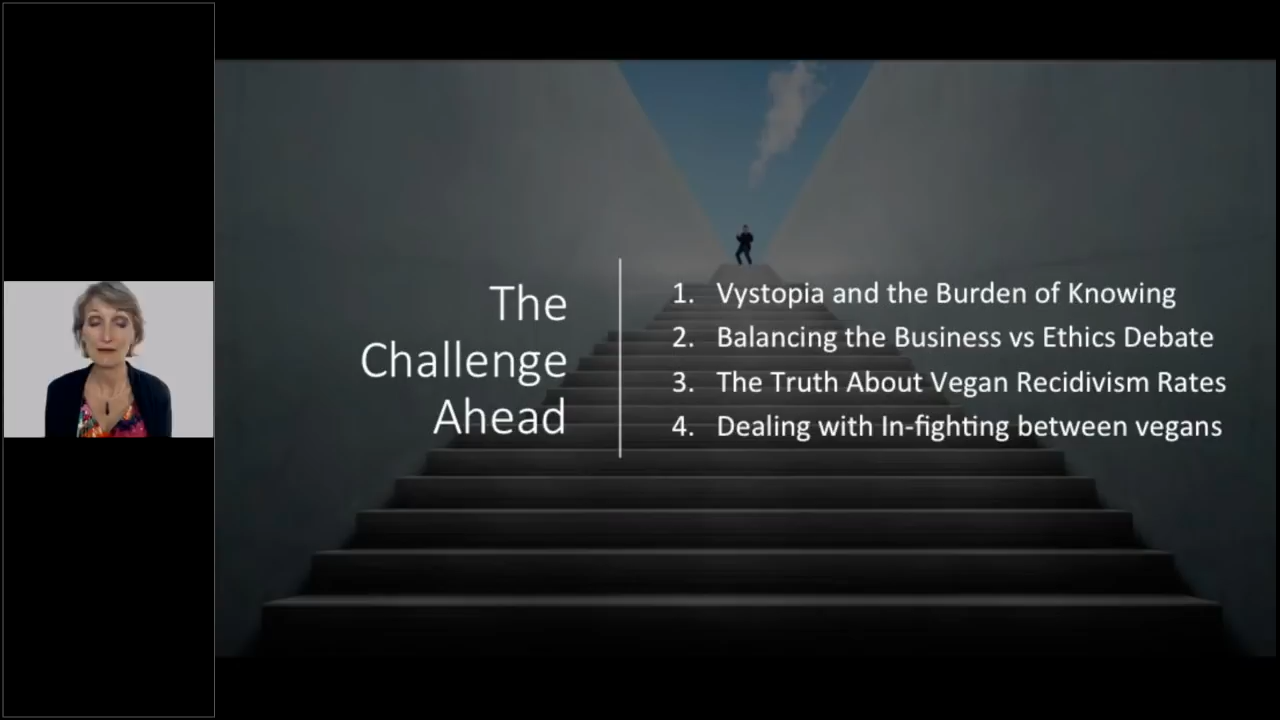 The
Challenge
Ahead
1. Vystopia and the Burden of Knowing
2. Balancing the Business vs Ethics Debate
3. The Truth About Vegan Recidivism Rates
4. Dealing with In-fighting between vegans